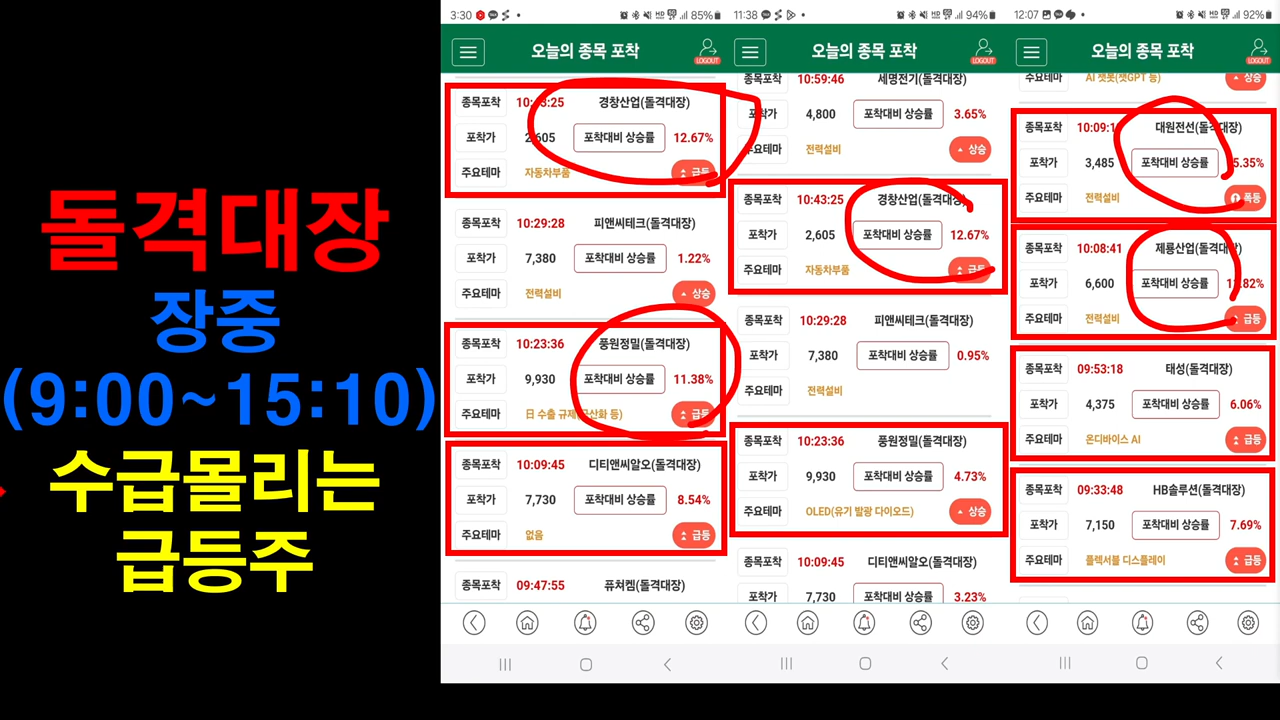 돌격대장
장중
(9:00~15:10)
수급몰리는
급등주
3:30 85%
오늘의 종목 포착
LOGOUT
종목포착 경창산업(돌격대장)
포착가 2,605 포착대비 상승률 12.67%
주요테마 자동차부품 급등
종목포착 10:29:28 피앤씨테크(돌격대장)
포착가 7,380 포착대비 상승률 1.22%
주요테마 전력설비 상승
종목포착 10:23:36 풍원정밀(돌격대장)
포착가 9,930 포착대비 상승률 11.38%
주요테마 日 수출 규제(국산화 등) 급등
종목포착 10:09:45 디티앤씨알오(돌격대장)
포착가 7,730 포착대비 상승률 8.54%
주요테마 없음 급등
종목포착 09:47:55 퓨쳐켐(돌격대장)
11:38 94%
오늘의 종목 포착
LOGOUT
종목포착 10:59:46 세명전기(돌격대장)
포착가 4,800 포착대비 상승률 3.65%
주요테마 전력설비 상승
종목포착 10:43:25 경창산업(돌격대장)
포착가 2,605 포착대비 상승률 12.67%
주요테마 자동차부품 급등
종목포착 10:29:28 피앤씨테크(돌격대장)
포착가 7,380 포착대비 상승률 0.95%
주요테마 전력설비
종목포착 10:23:36 풍원정밀(돌격대장)
포착가 9,930 포착대비 상승률 4.73%
주요테마 OLED(유기 발광 다이오드) 상승
종목포착 10:09:45 디티앤씨알오(돌격대장)
포착가 7,730 포착대비 상승률 3.23%
12:07 92%
오늘의 종목 포착
LOGOUT
주요테마 AI 챗봇(챗GPT 등) 상승
종목포착 대원전선(돌격대장)
포착가 3,485 포착대비 상승률
주요테마 전력설비 폭등
종목포착 10:08:41 제룡산업(돌격대장)
포착가 6,600 포착대비 상승률
주요테마 전력설비 급등
종목포착 09:53:18 태성(돌격대장)
포착가 4,375 포착대비 상승률 6.06%
주요테마 온디바이스 AI 급등
종목포착 09:33:48 HB솔루션(돌격대장)
포착가 7,150 포착대비 상승률 7.69%
주요테마 플렉서블 디스플레이 급등